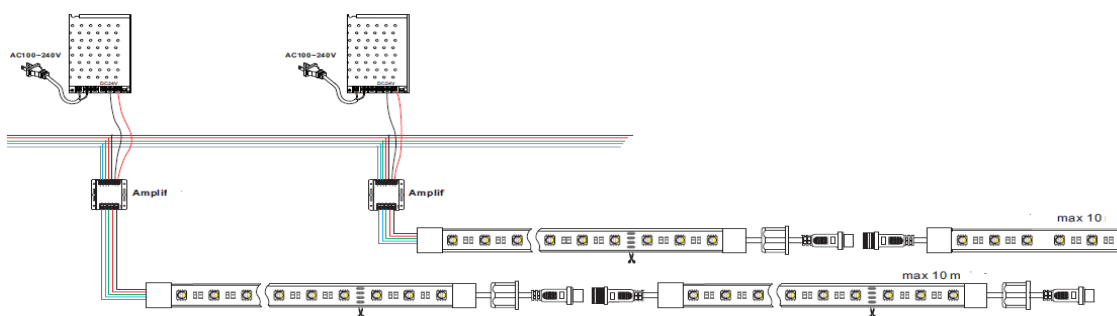 AC100~240V
DC24V
AC100~240V
DC24V
Amplif
Amplif
max 10
max 10 m